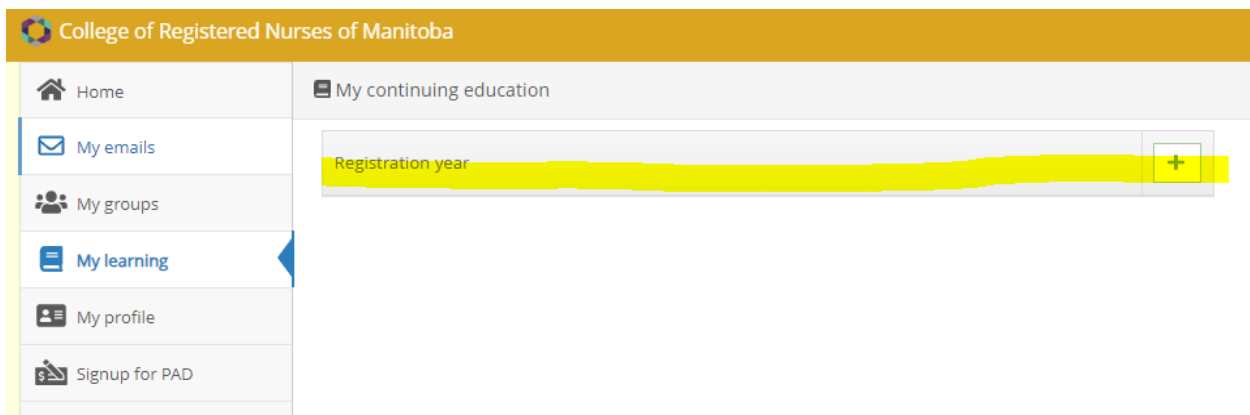 College of Registered Nurses of Manitoba
Home
My emails
My groups
My learning
My profile
Signup for PAD
My continuing education
Registration year
+